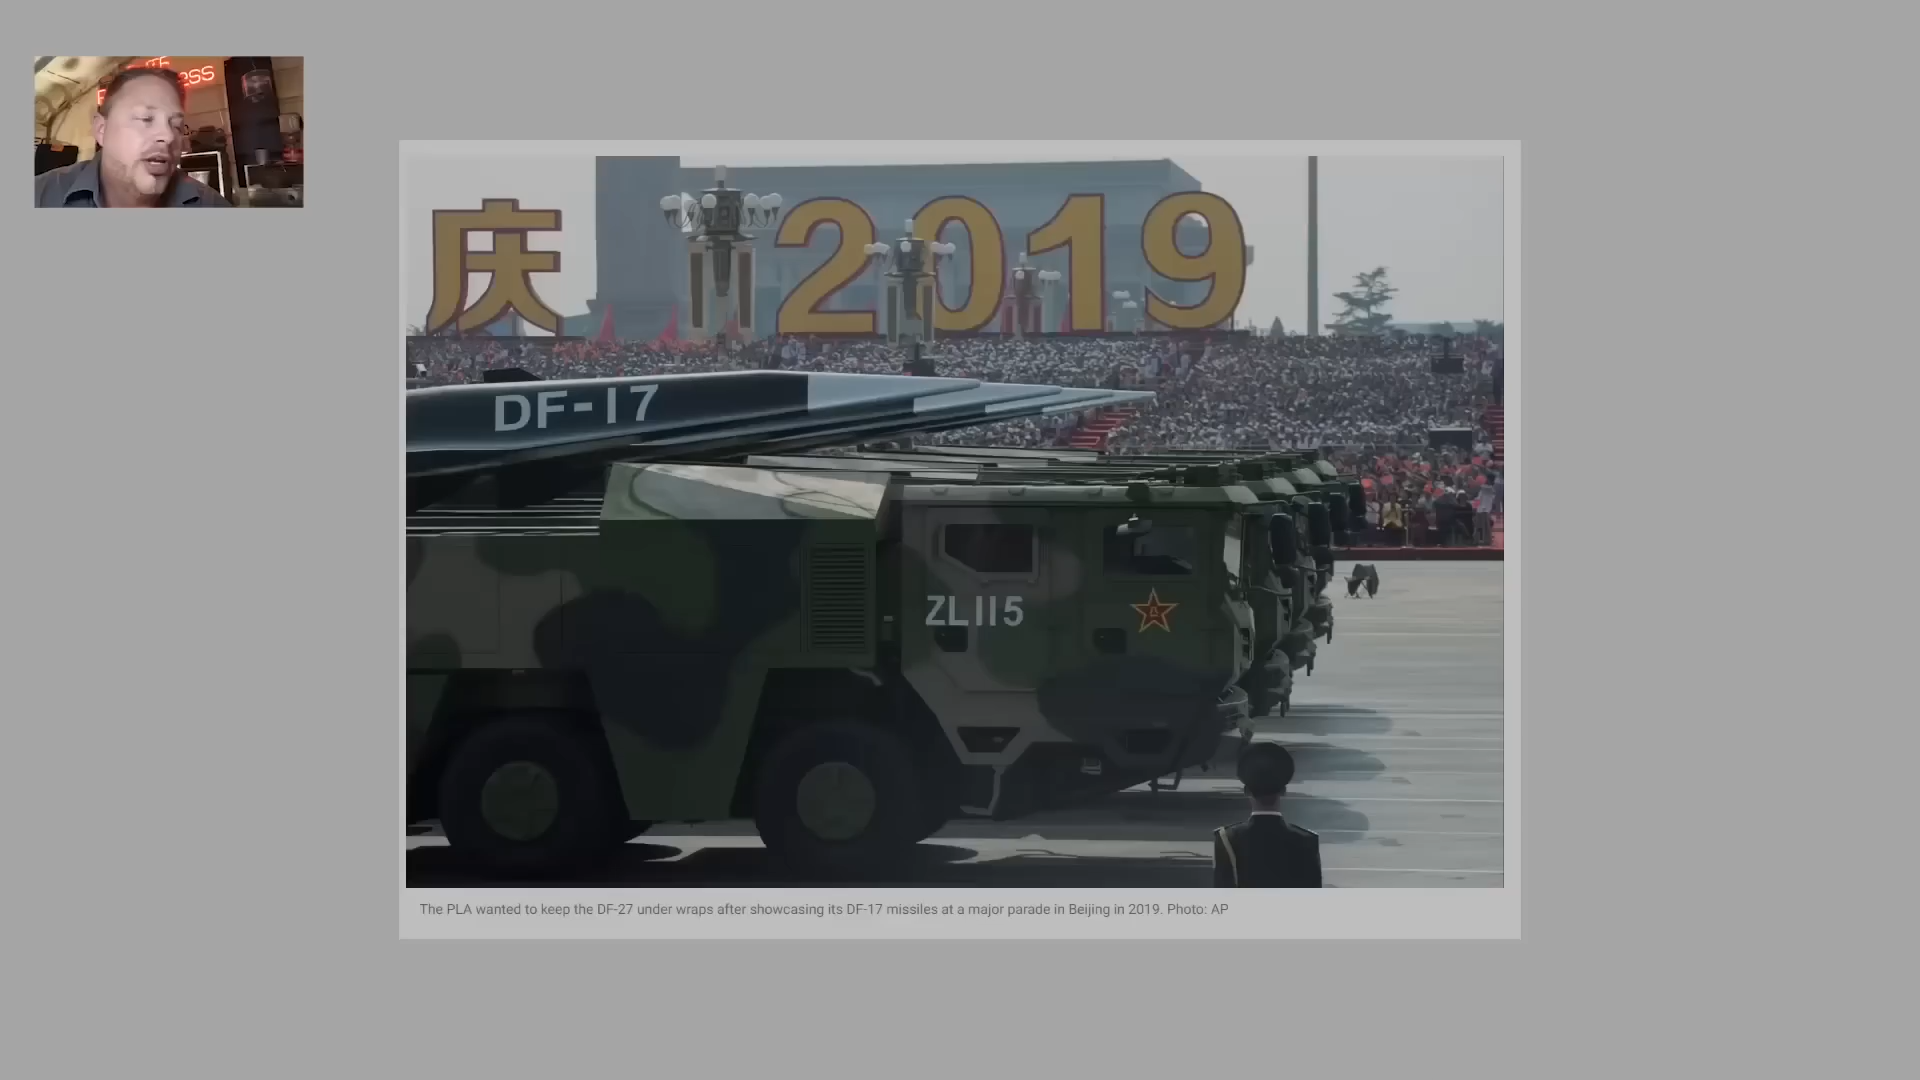 庆 2019
DF-17
ZL115
The PLA wanted to keep the DF-27 under wraps after showcasing its DF-17 missiles at a major parade in Beijing in 2019. Photo: AP